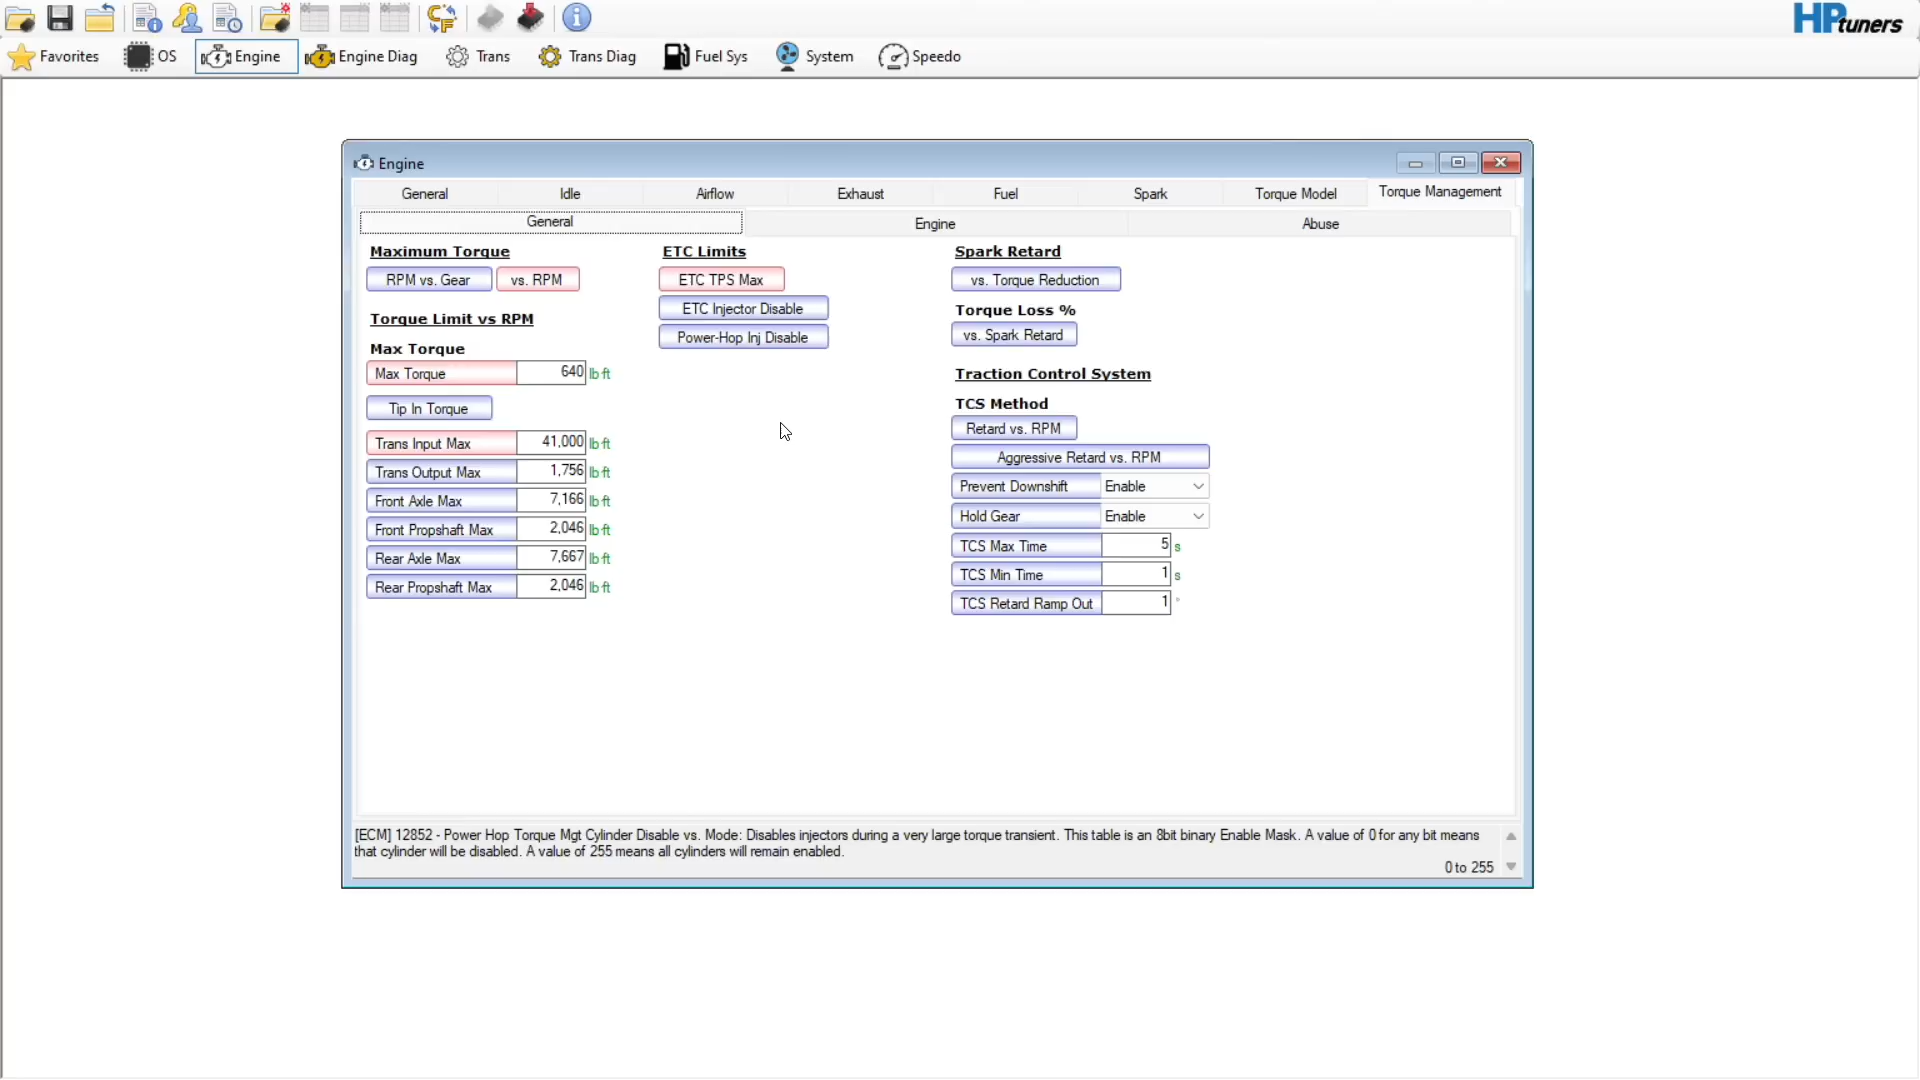 HPtuners
Favorites OS Engine Engine Diag Trans Trans Diag Fuel Sys System Speedo
Engine
General Idle Airflow Exhaust Fuel Spark Torque Model Torque Management
General Engine Abuse
Maximum Torque
RPM vs. Gear vs. RPM
Torque Limit vs RPM
Max Torque
Max Torque 640 lb·ft
Tip In Torque
Trans Input Max 41,000 lb·ft
Trans Output Max 1,756 lb·ft
Front Axle Max 7,166 lb·ft
Front Propshaft Max 2,046 lb·ft
Rear Axle Max 7,667 lb·ft
Rear Propshaft Max 2,046 lb·ft
ETC Limits
ETC TPS Max
ETC Injector Disable
Power-Hop Inj Disable
Spark Retard
vs. Torque Reduction
Torque Loss %
vs. Spark Retard
Traction Control System
TCS Method
Retard vs. RPM
Aggressive Retard vs. RPM
Prevent Downshift Enable
Hold Gear Enable
TCS Max Time 5 s
TCS Min Time 1 s
TCS Retard Ramp Out 1 °
[ECM] 12852 - Power Hop Torque Mgt Cylinder Disable vs. Mode: Disables injectors during a very large torque transient. This table is an 8bit binary Enable Mask. A value of 0 for any bit means
that cylinder will be disabled. A value of 255 means all cylinders will remain enabled.
0 to 255